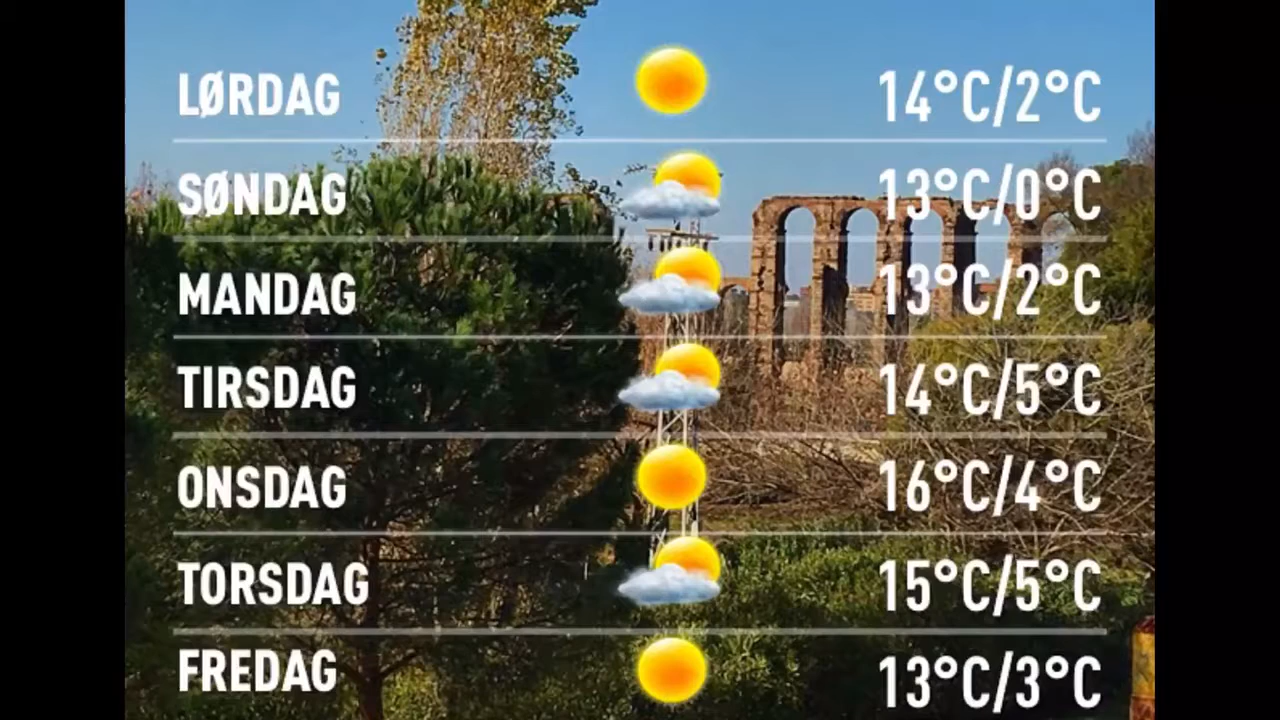 LØRDAG 14°C/2°C
SØNDAG 13°C/0°C
MANDAG 13°C/2°C
TIRSDAG 14°C/5°C
ONSDAG 16°C/4°C
TORSDAG 15°C/5°C
FREDAG 13°C/3°C